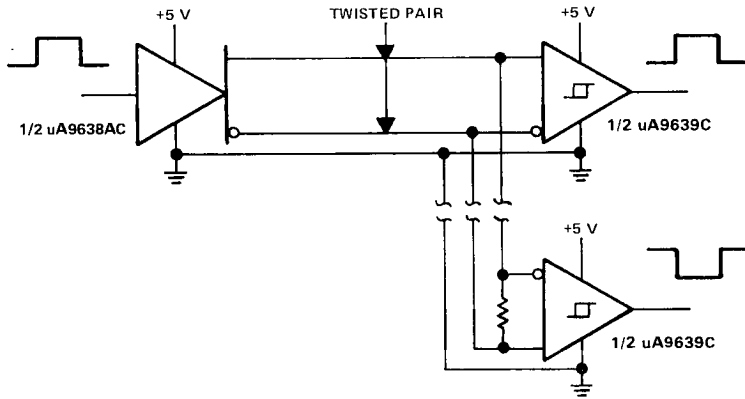 +5 V
TWISTED PAIR
+5 V
1/2 uA9638AC
1/2 uA9639C
+5 V
1/2 uA9639C